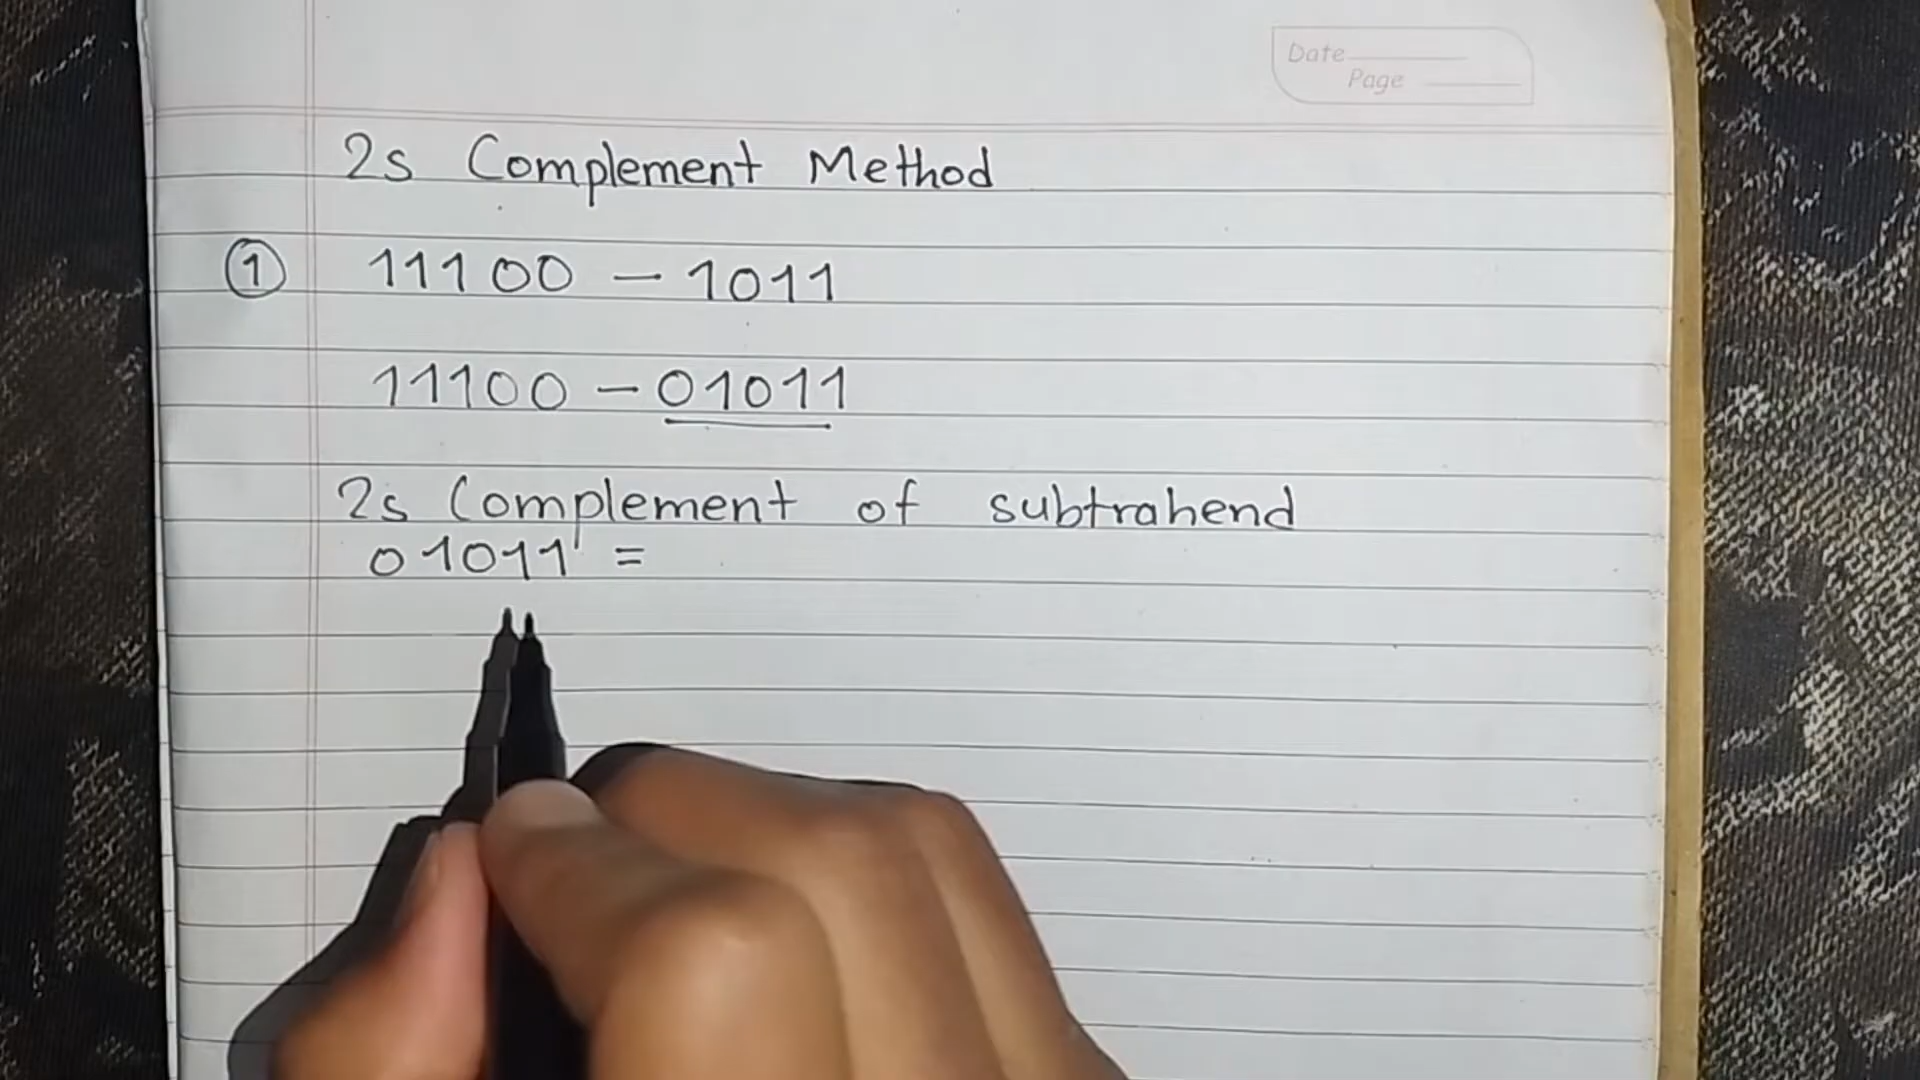 Date
Page
2s Complement Method
① 11100 - 1011
11100 - 01011
2s Complement of subtrahend
01011' =